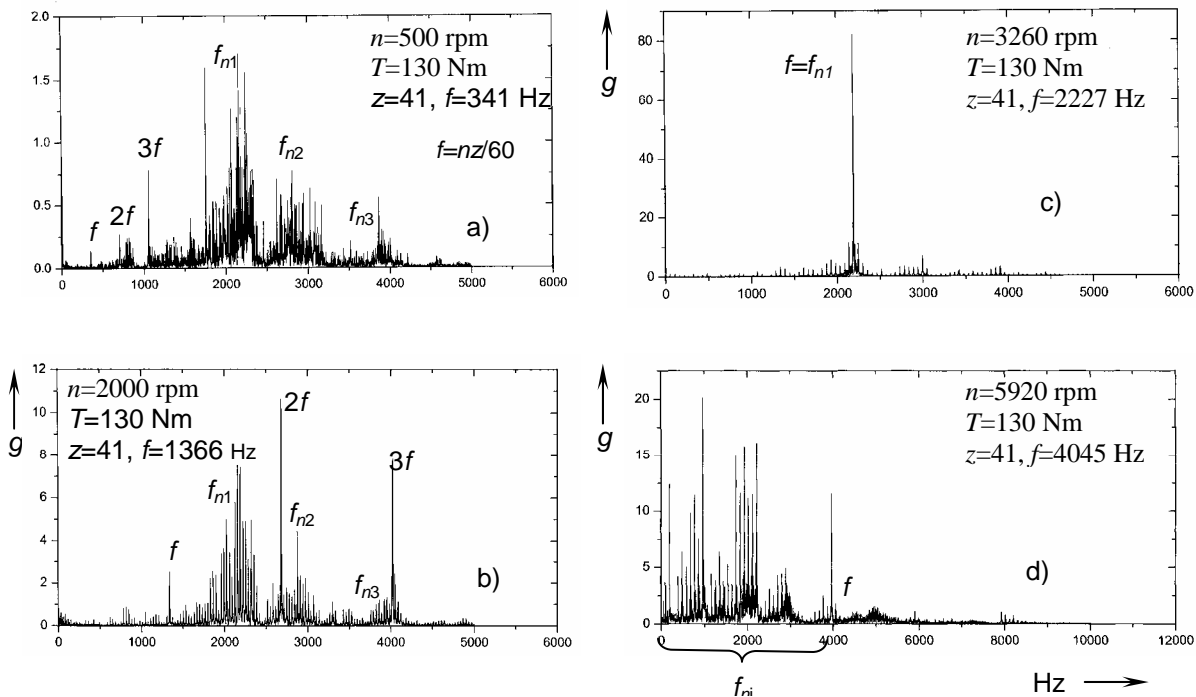 2.0
1.5
1.0
0.5
0.0
f
2f
3f
fn1
fn2
fn3
n=500 rpm
T=130 Nm
z=41, f=341 Hz
f=nz/60
a)
0 1000 2000 3000 4000 5000 6000
g
80
60
40
20
0
f=fn1
n=3260 rpm
T=130 Nm
z=41, f=2227 Hz
c)
0 1000 2000 3000 4000 5000 6000
g
12
10
8
6
4
2
0
n=2000 rpm
T=130 Nm
z=41, f=1366 Hz
f
fn1
2f
fn2
fn3
3f
b)
0 1000 2000 3000 4000 5000 6000
g
20
15
10
5
0
n=5920 rpm
T=130 Nm
z=41, f=4045 Hz
f
d)
0 2000 4000 6000 8000 10000 12000
fni
Hz